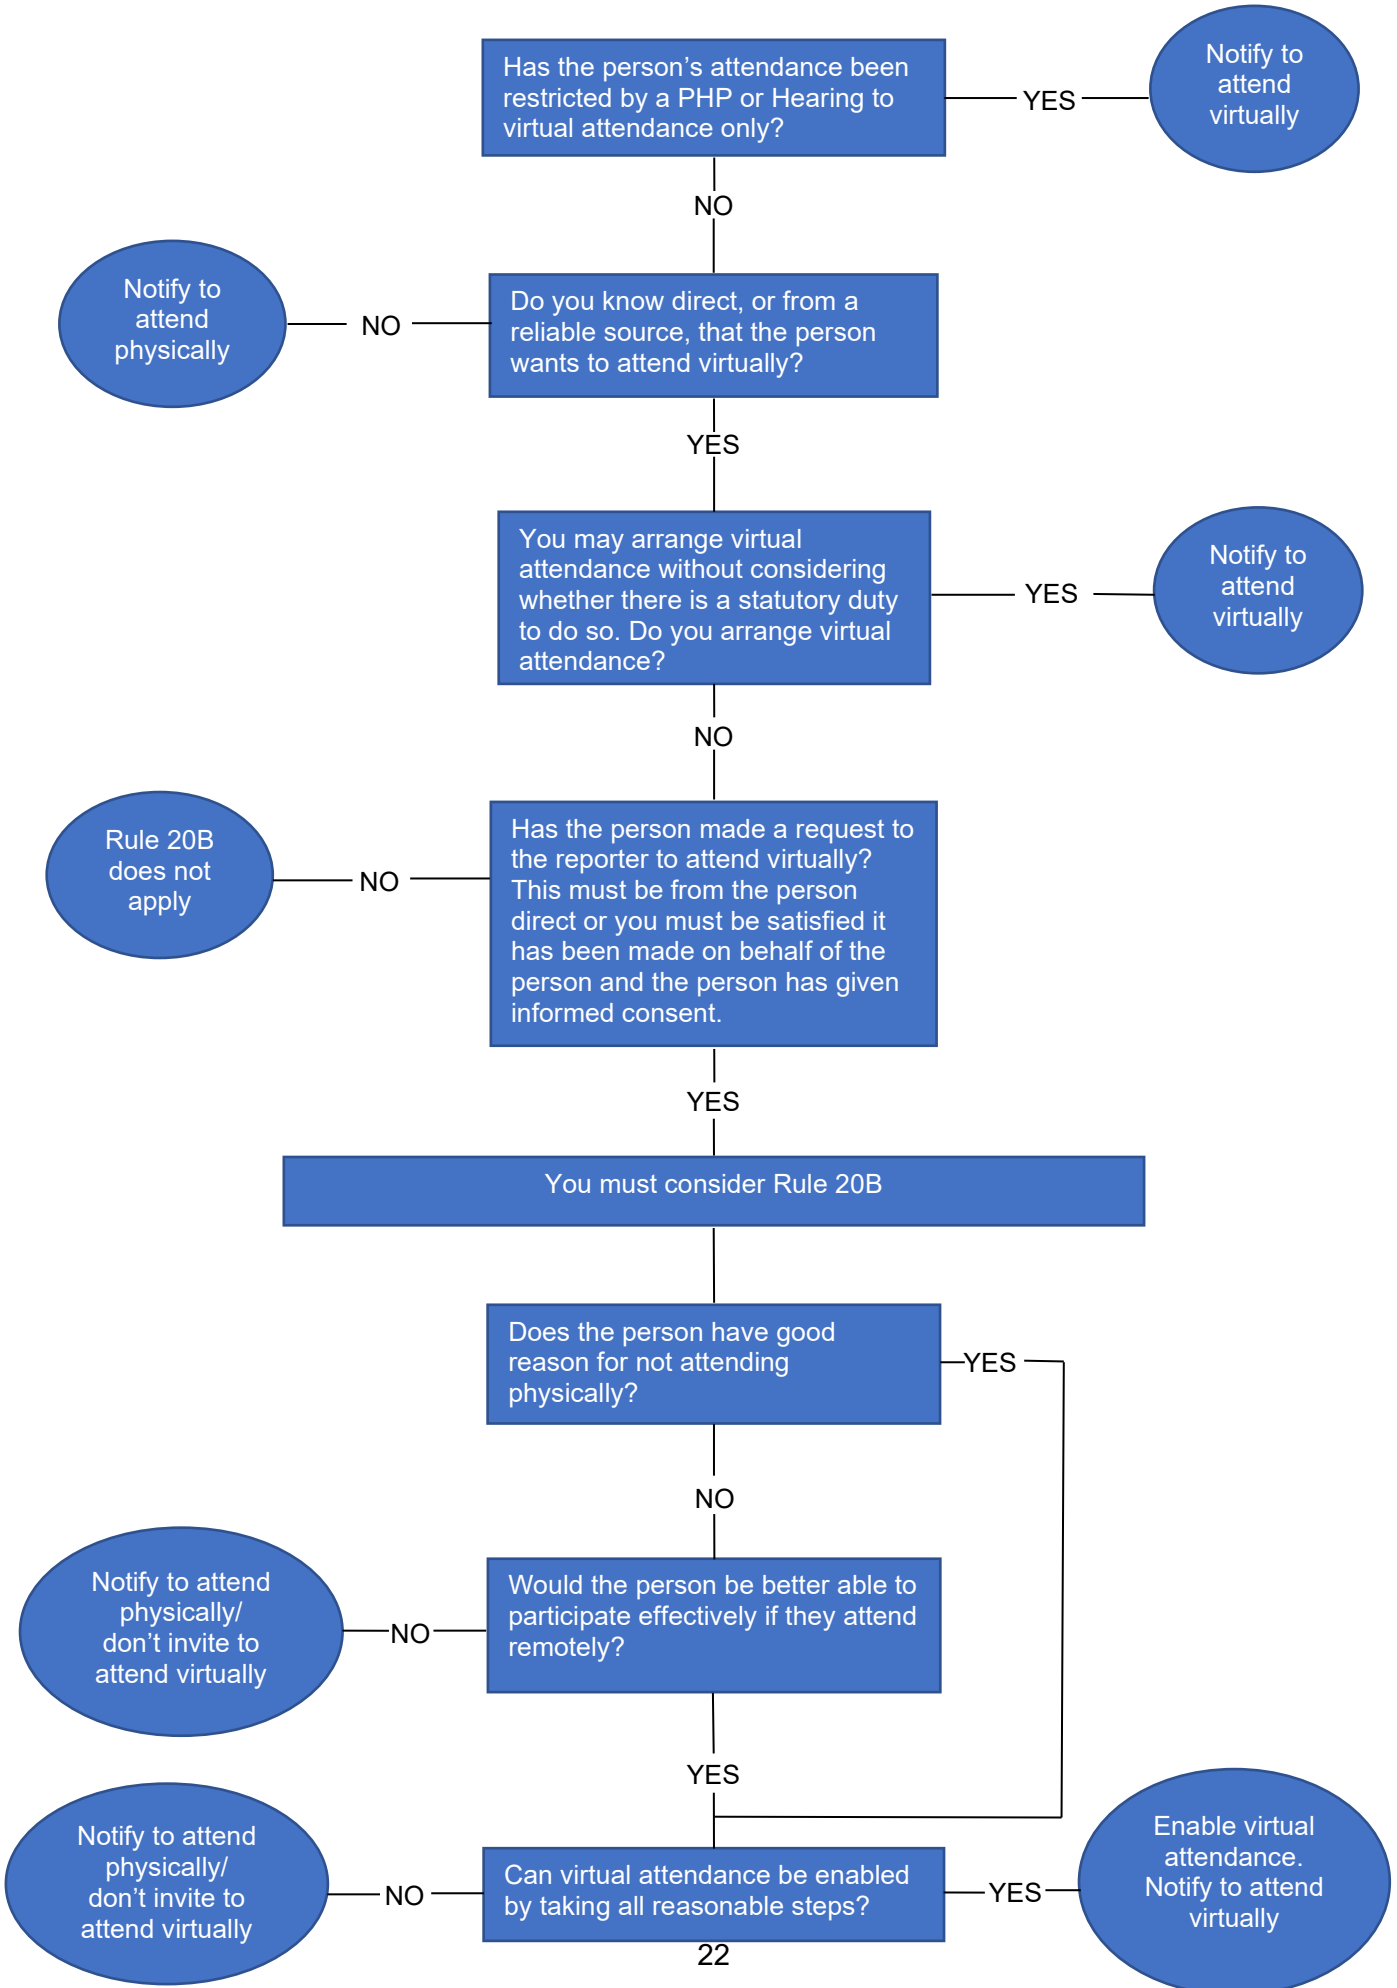 Has the person’s attendance been
restricted by a PHP or Hearing to
virtual attendance only?
YES
Notify to
attend
virtually
NO
Notify to
attend
physically
NO
Do you know direct, or from a
reliable source, that the person
wants to attend virtually?
YES
You may arrange virtual
attendance without considering
whether there is a statutory duty
to do so. Do you arrange virtual
attendance?
YES
Notify to
attend
virtually
NO
Rule 20B
does not
apply
NO
Has the person made a request to
the reporter to attend virtually?
This must be from the person
direct or you must be satisfied it
has been made on behalf of the
person and the person has given
informed consent.
YES
You must consider Rule 20B
Does the person have good
reason for not attending
physically?
YES
NO
Notify to attend
physically/
don’t invite to
attend virtually
NO
Would the person be better able to
participate effectively if they attend
remotely?
YES
Notify to attend
physically/
don’t invite to
attend virtually
NO
Can virtual attendance be enabled
by taking all reasonable steps?
YES
Enable virtual
attendance.
Notify to attend
virtually
22